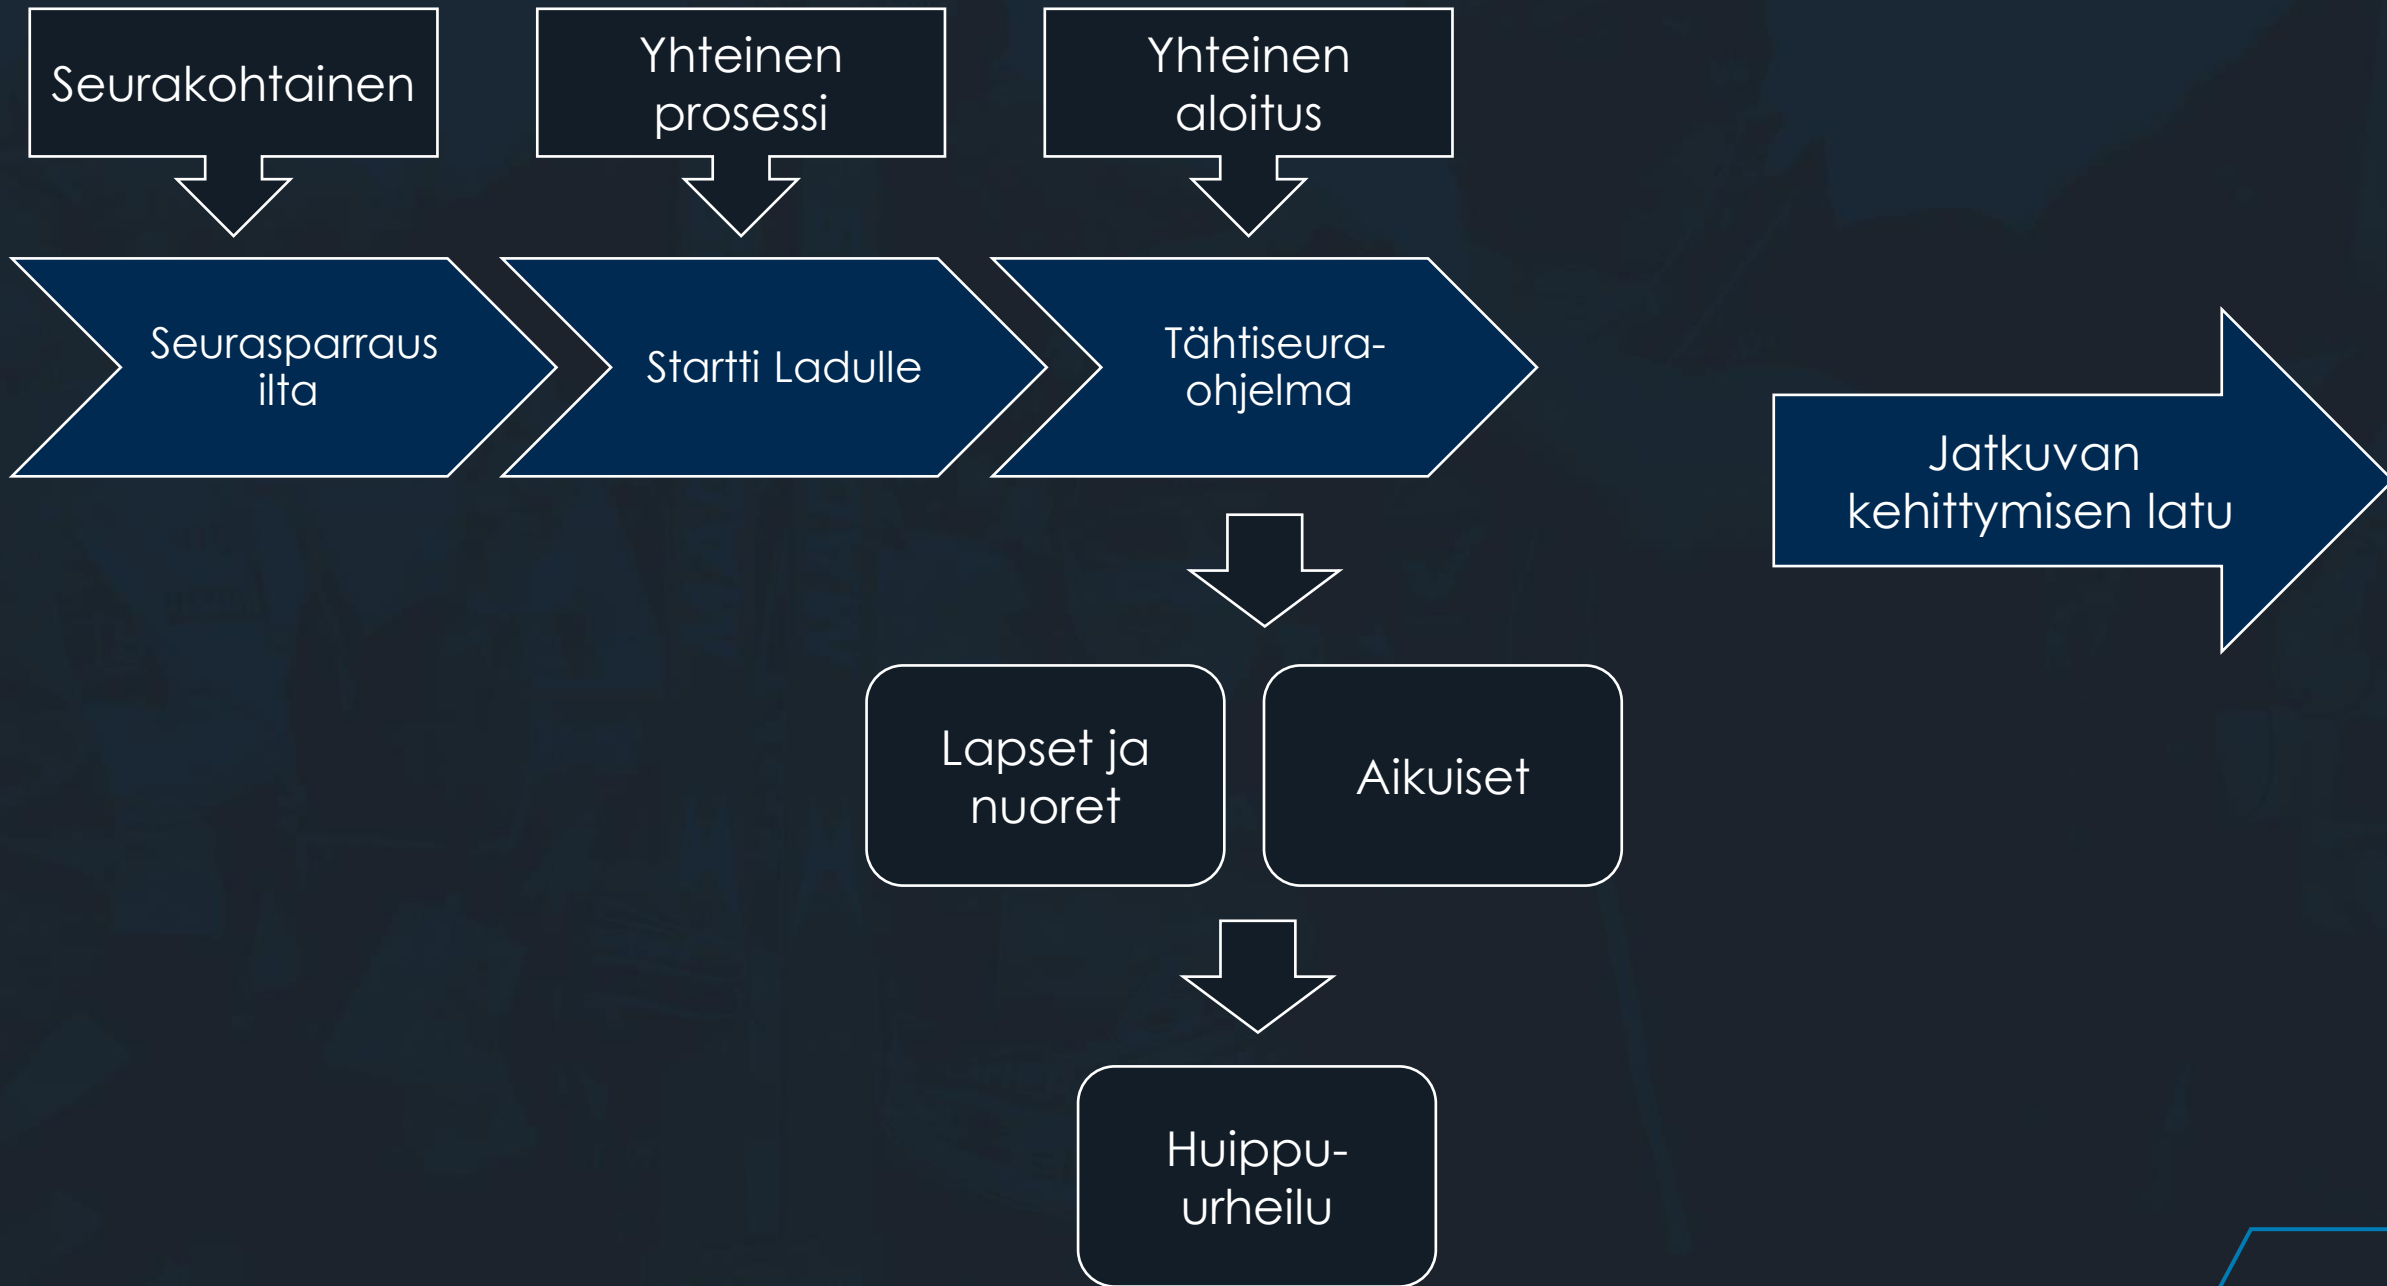 Seurakohtainen
Yhteinen
prosessi
Yhteinen
aloitus
Seurasparraus
ilta
Startti Ladulle
Tähtiseura-
ohjelma
Jatkuvan
kehittymisen latu
Lapset ja
nuoret
Aikuiset
Huippu-
urheilu